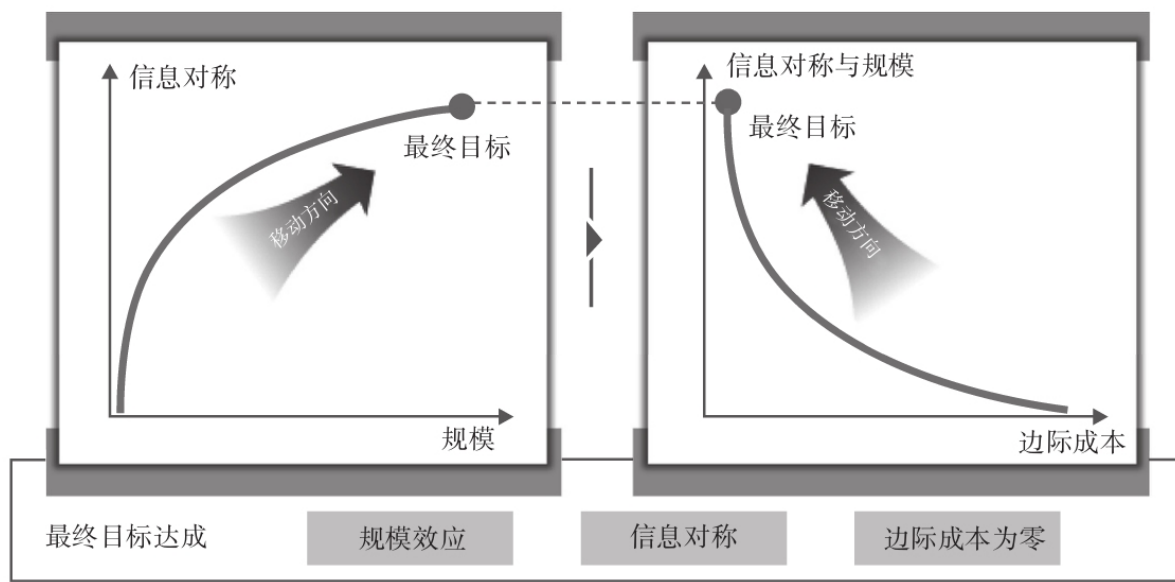 信息对称
最终目标
移动方向
规模
信息对称与规模
最终目标
移动方向
边际成本
最终目标达成
规模效应
信息对称
边际成本为零